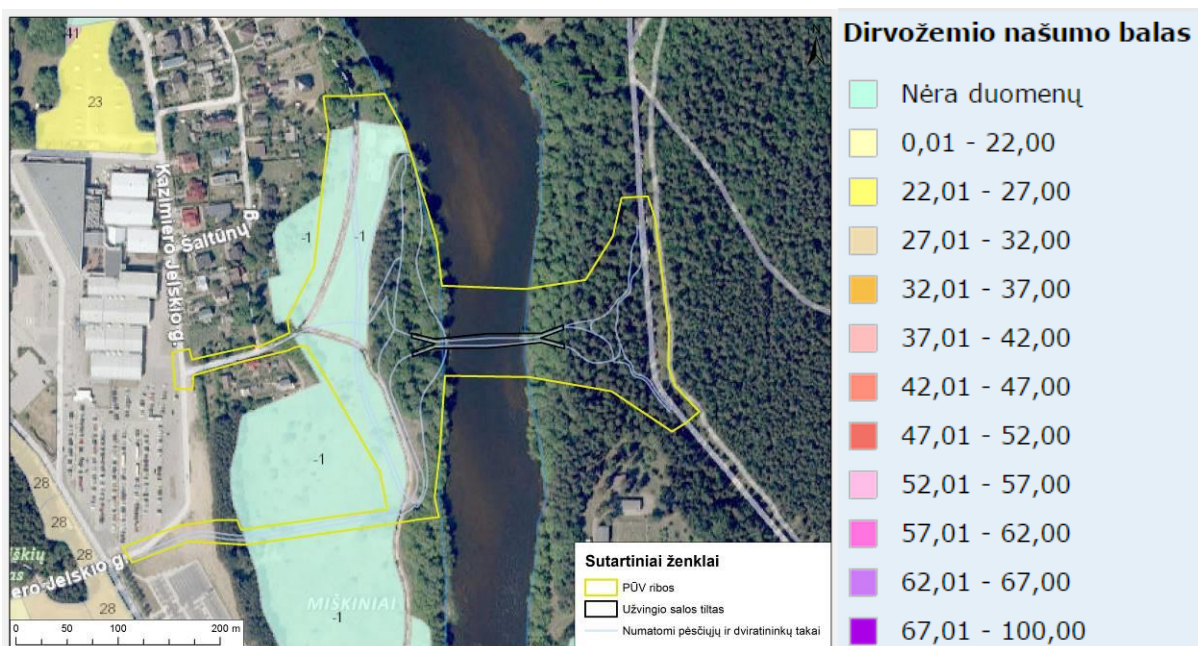 41
23
Kazimiero Jelskio g.
B.
Šaltūnų
-1
-1
-1
28
28
28
28
ero Jelskio g.
MIŠKINIAI
-1
0 50 100 200 m
Sutartiniai ženklai
PŪV ribos
Užvingio salos tiltas
Numatomi pėsčiųjų ir dviratininkų takai
Dirvožemio našumo balas
Nėra duomenų
0,01 - 22,00
22,01 - 27,00
27,01 - 32,00
32,01 - 37,00
37,01 - 42,00
42,01 - 47,00
47,01 - 52,00
52,01 - 57,00
57,01 - 62,00
62,01 - 67,00
67,01 - 100,00